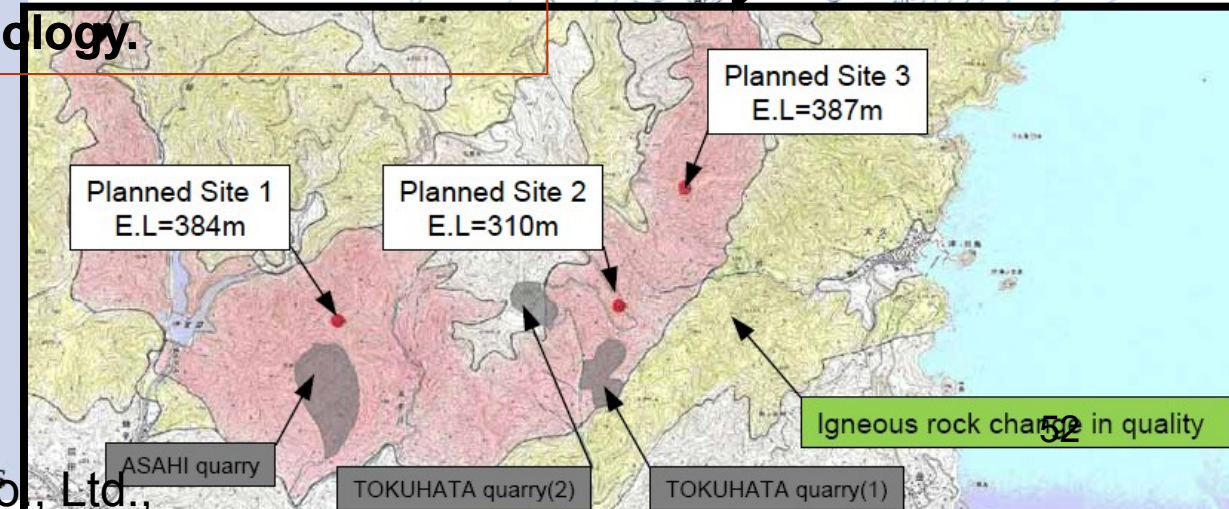 ology.
Planned Site 3
E.L=387m
Planned Site 1
E.L=384m
Planned Site 2
E.L=310m
Igneous rock change in quality
52
ASAHI quarry
TOKUHATA quarry(2)
TOKUHATA quarry(1)
o., Ltd.,